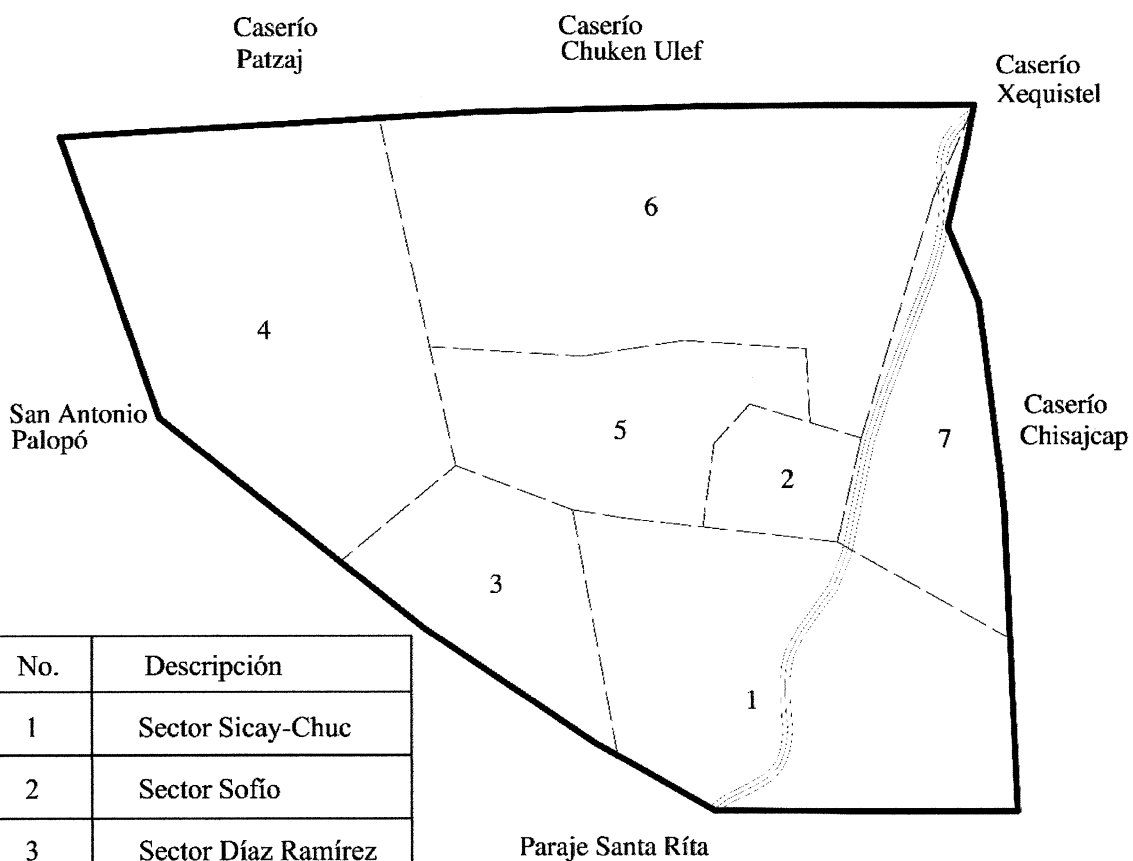 Caserío
Patzaj
Caserío
Chuken Ulef
Caserío
Xequistel
6
4
San Antonio
Palopó
Caserío
Chisajcap
5
7
2
3
1
No. Descripción
1 Sector Sicay-Chuc
2 Sector Sofío
3 Sector Díaz Ramírez
Paraje Santa Ríta